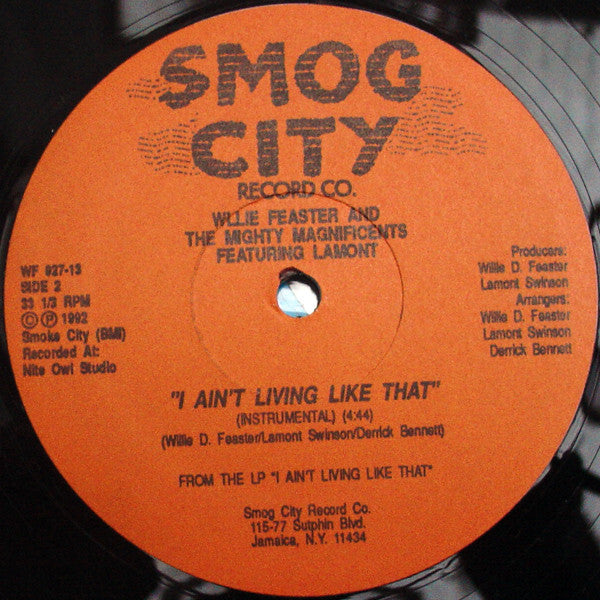 SMOG
CITY
RECORD CO.
WLLIE FEASTER AND
THE MIGHTY MAGNIFICENTS
FEATURING LAMONT
WF 927-13
SIDE 2
33 1/3 RPM
© ℗ 1992
Smoke City (BMI)
Recorded At:
Nite Owl Studio
Producers:
Willie D. Feaster
Lamont Swinson
Arrangers:
Willie D. Feaster
Lamont Swinson
Derrick Bennett
"I AIN'T LIVING LIKE THAT"
(INSTRUMENTAL) (4:44)
(Willie D. Feaster/Lamont Swinson/Derrick Bennett)
FROM THE LP "I AIN'T LIVING LIKE THAT"
Smog City Record Co.
115-77 Sutphin Blvd.
Jamaica, N.Y. 11434